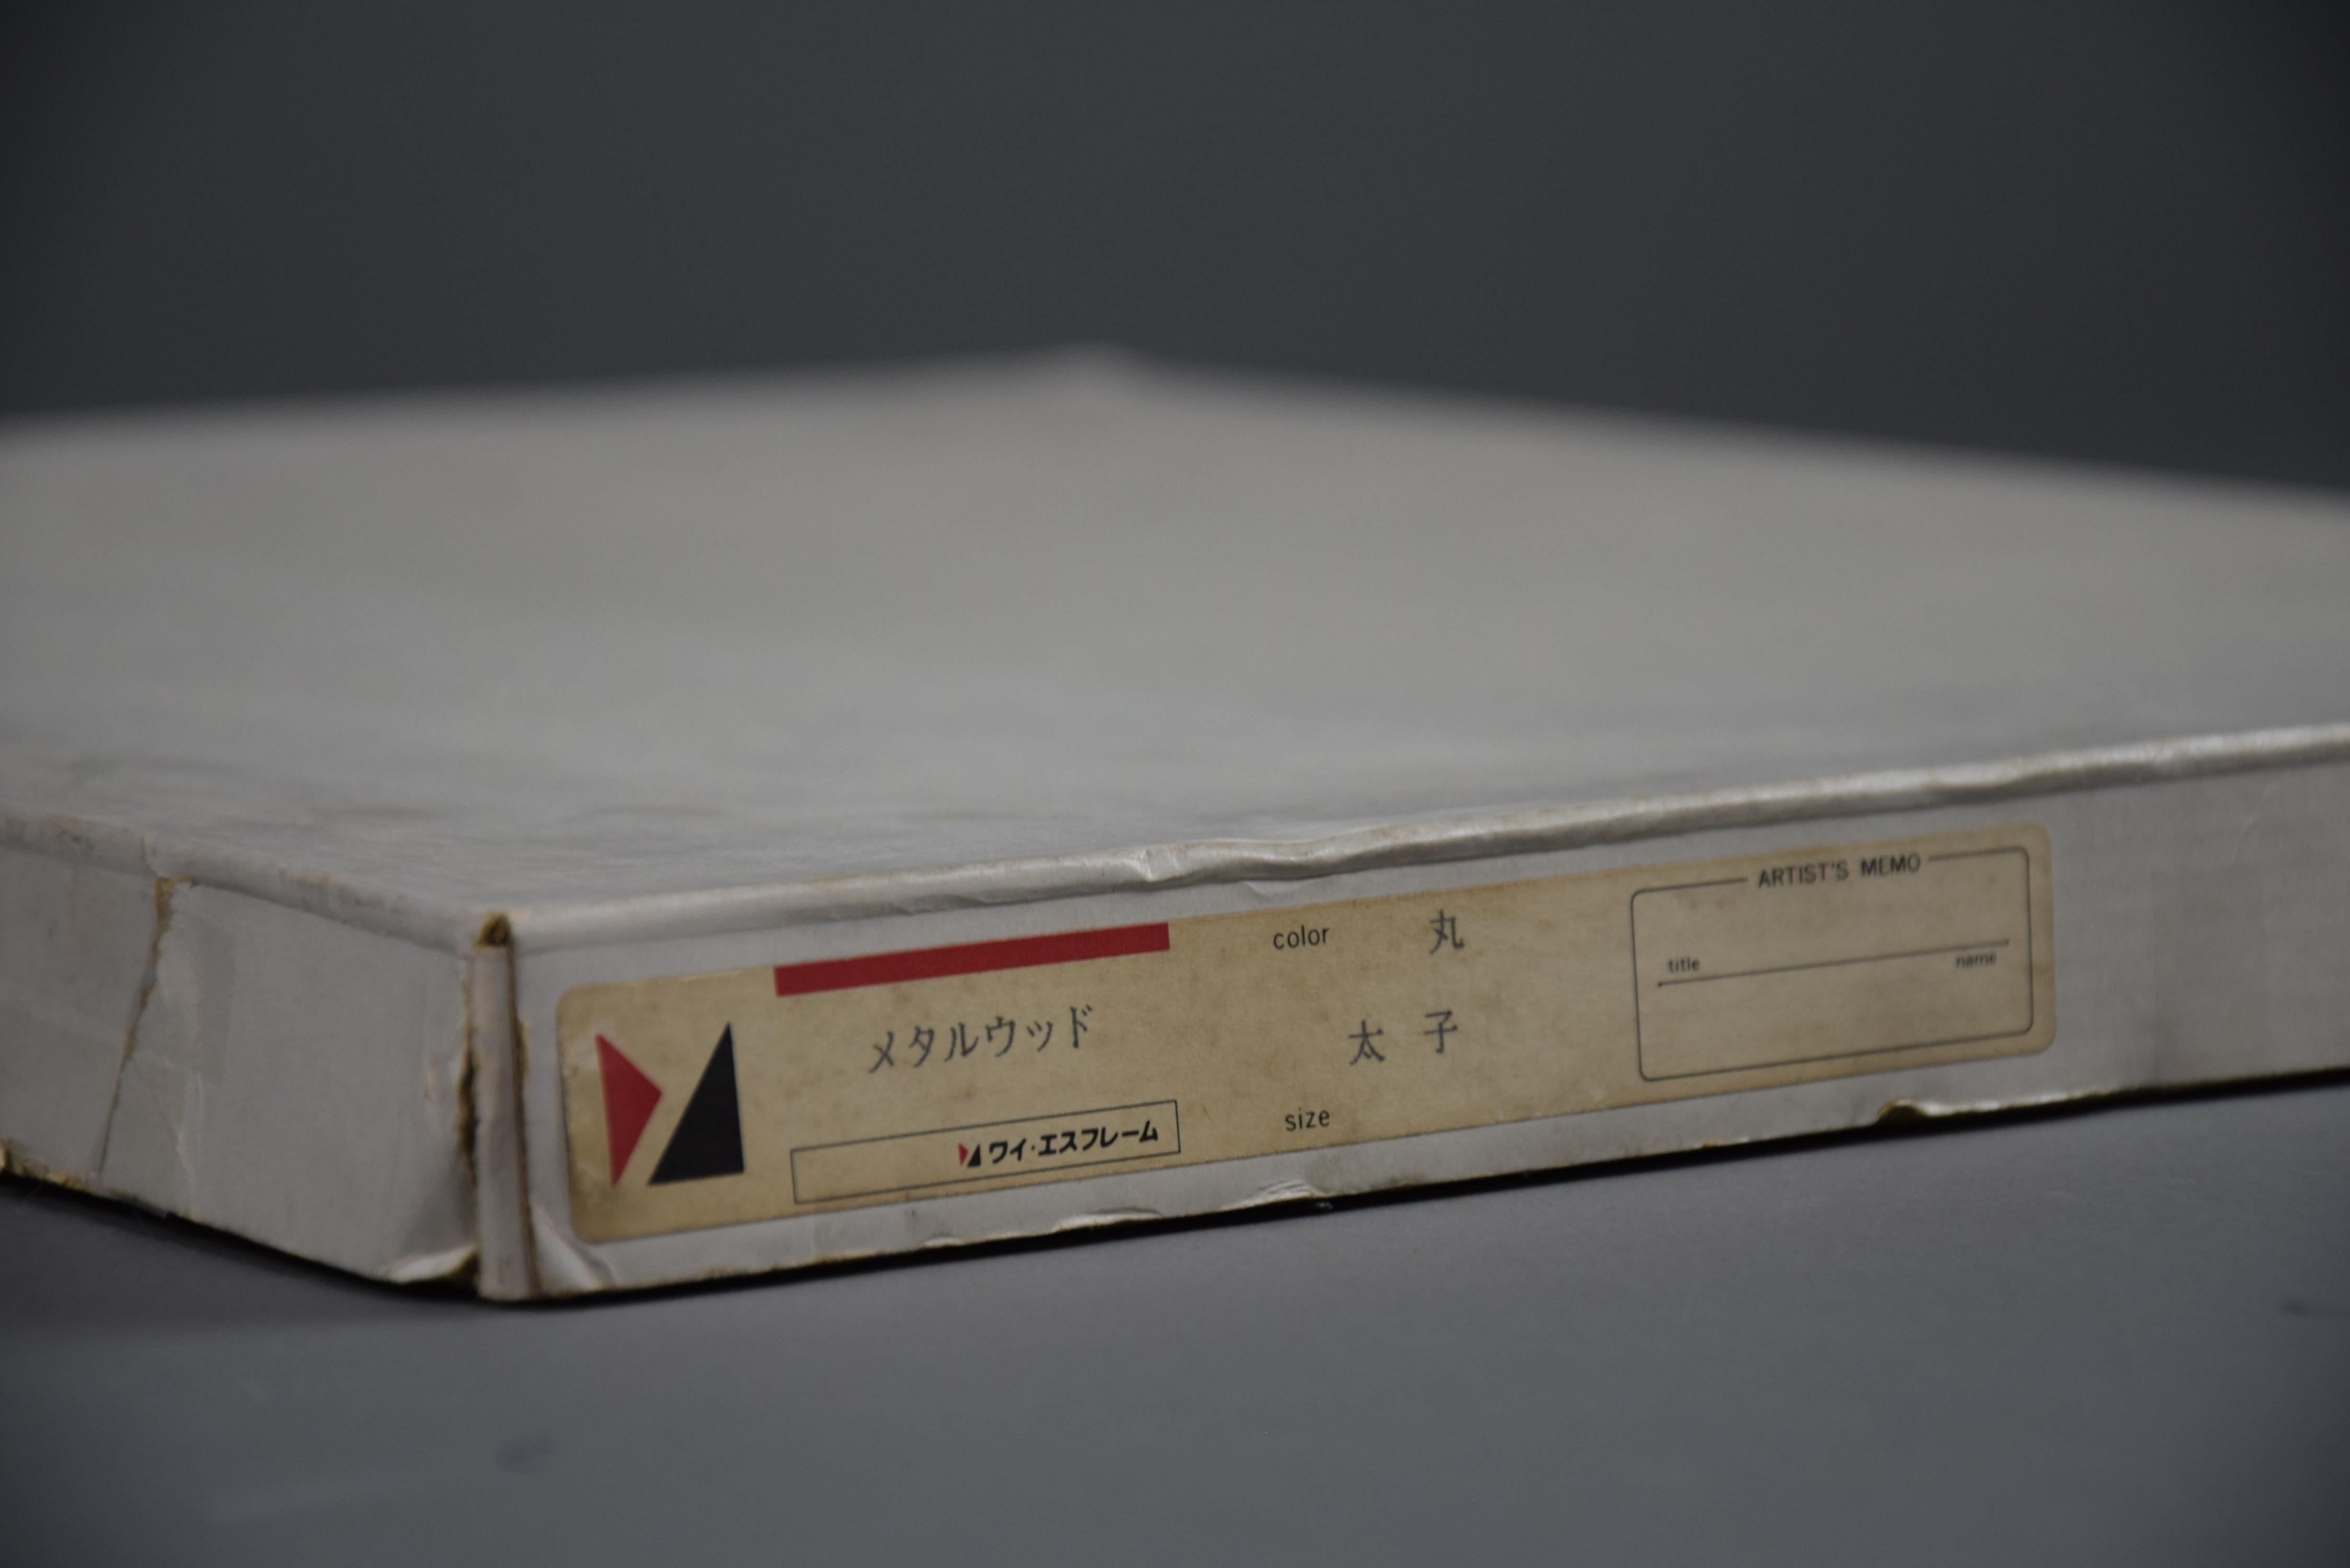 メタルウッド
ワイ・エスフレーム
color 丸
太子
size
ARTIST'S MEMO
title name